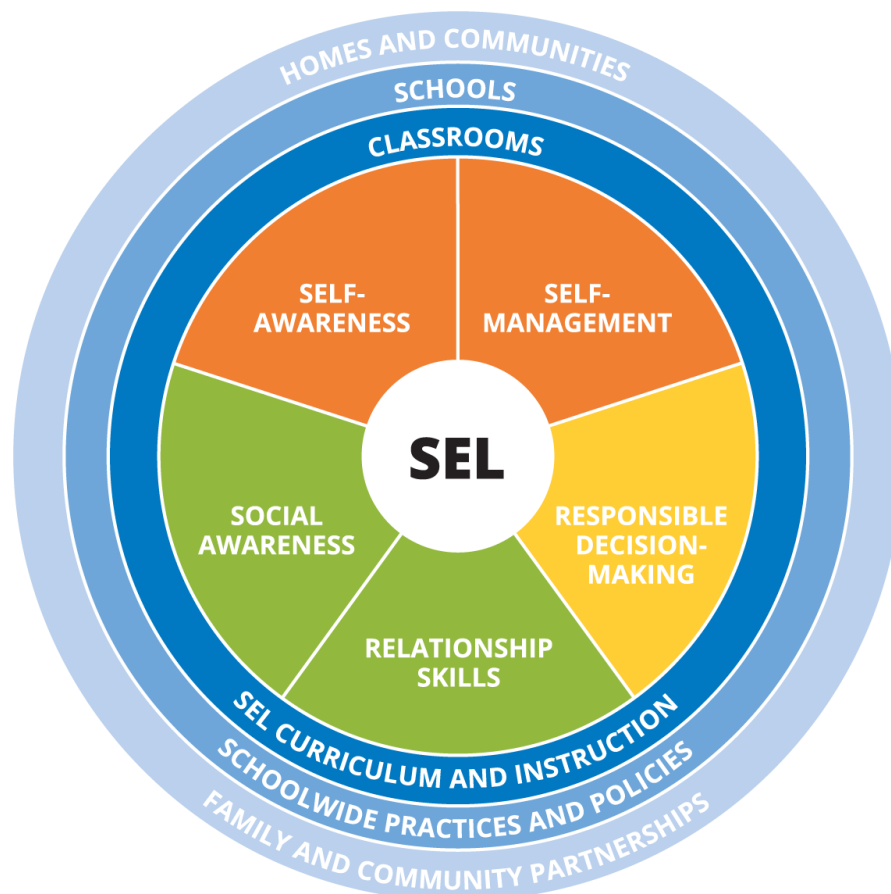 HOMES AND COMMUNITIES
SCHOOLS
CLASSROOMS
SELF-
AWARENESS
SELF-
MANAGEMENT
SEL
SOCIAL
AWARENESS
RESPONSIBLE
DECISION-
MAKING
RELATIONSHIP
SKILLS
SEL CURRICULUM AND INSTRUCTION
SCHOOLWIDE PRACTICES AND POLICIES
FAMILY AND COMMUNITY PARTNERSHIPS